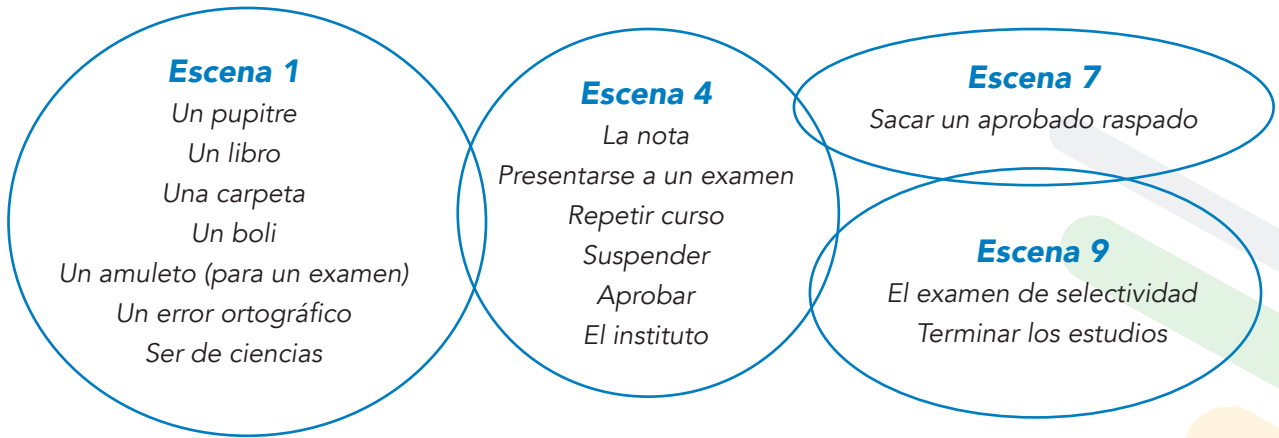 Escena 1
Un pupitre
Un libro
Una carpeta
Un boli
Un amuleto (para un examen)
Un error ortográfico
Ser de ciencias
Escena 4
La nota
Presentarse a un examen
Repetir curso
Suspender
Aprobar
El instituto
Escena 7
Sacar un aprobado raspado
Escena 9
El examen de selectividad
Terminar los estudios